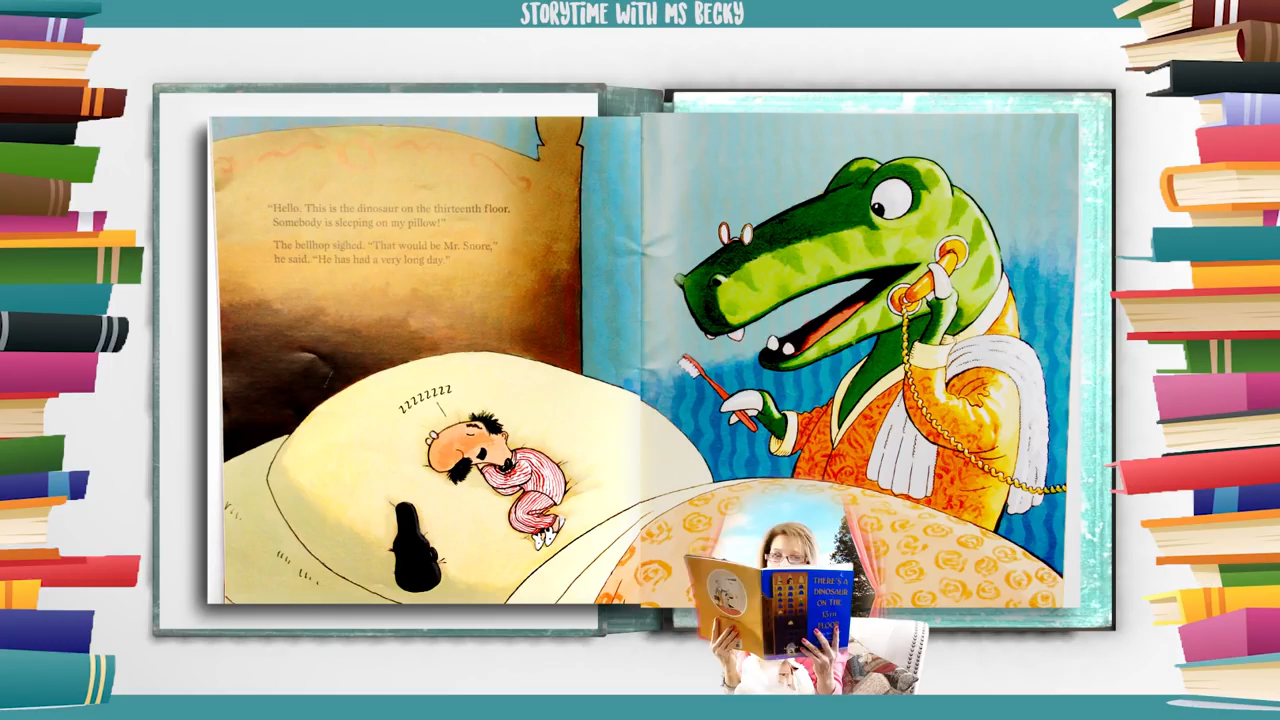 STORYTIME WITH MS BECKY
“Hello. This is the dinosaur on the thirteenth floor.
Somebody is sleeping on my pillow!”
The bellhop sighed. “That would be Mr. Snore,”
he said. “He has had a very long day.”
zzzzzzzz
THERE'S A
DINOSAUR
ON THE
13TH
FLOOR